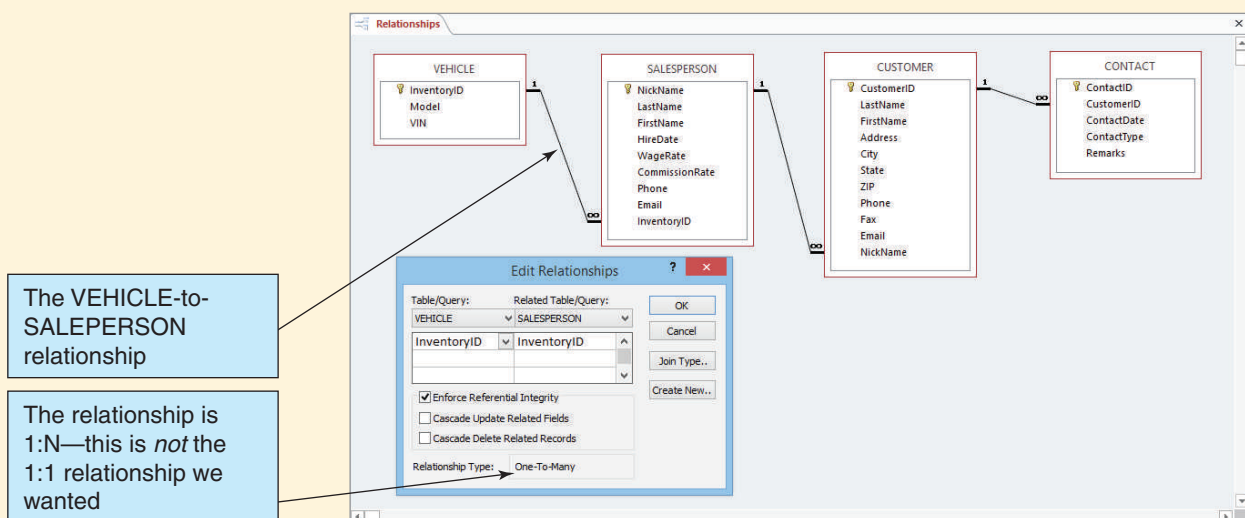 Relationships
VEHICLE
InventoryID
Model
VIN
1
∞
SALESPERSON
NickName
LastName
FirstName
HireDate
WageRate
CommissionRate
Phone
Email
InventoryID
1
∞
CUSTOMER
CustomerID
LastName
FirstName
Address
City
State
ZIP
Phone
Fax
Email
NickName
1
∞
CONTACT
ContactID
CustomerID
ContactDate
ContactType
Remarks
The VEHICLE-to-
SALEPERSON
relationship
The relationship is
1:N—this is not the
1:1 relationship we
wanted
Edit Relationships
?
Table/Query: Related Table/Query:
VEHICLE SALESPERSON
InventoryID InventoryID
Enforce Referential Integrity
Cascade Update Related Fields
Cascade Delete Related Records
Relationship Type: One-To-Many
OK
Cancel
Join Type..
Create New..